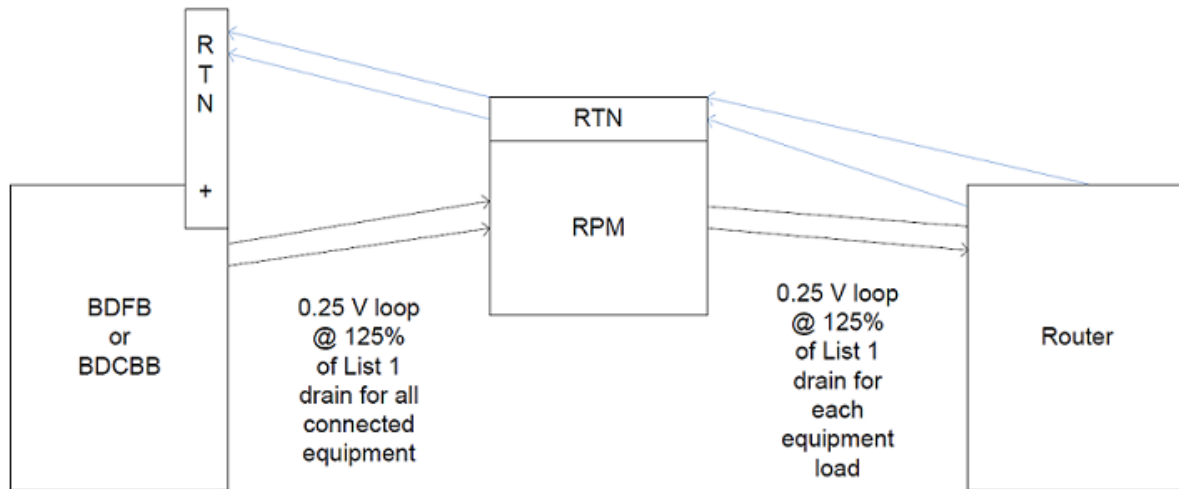 R
T
N
+
RTN
RPM
BDFB
or
BDCBB
0.25 V loop
@ 125%
of List 1
drain for all
connected
equipment
0.25 V loop
@ 125%
of List 1
drain for
each
equipment
load
Router